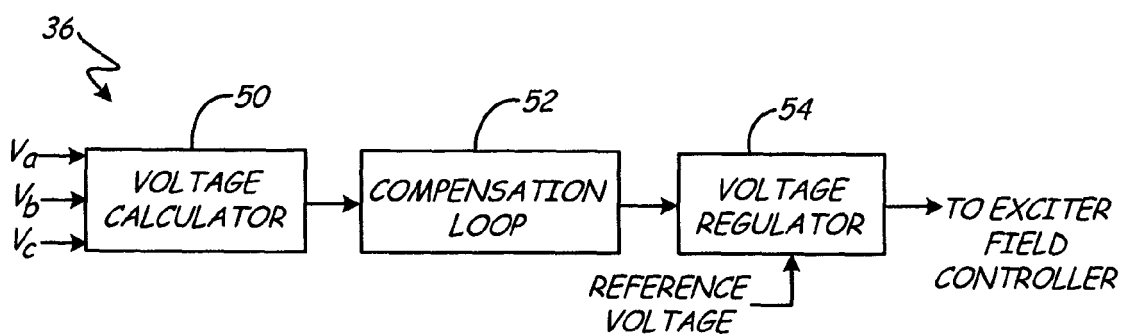 36
50
52
54
Va
Vb
Vc
VOLTAGE
CALCULATOR
COMPENSATION
LOOP
VOLTAGE
REGULATOR
TO EXCITER
FIELD
CONTROLLER
REFERENCE
VOLTAGE